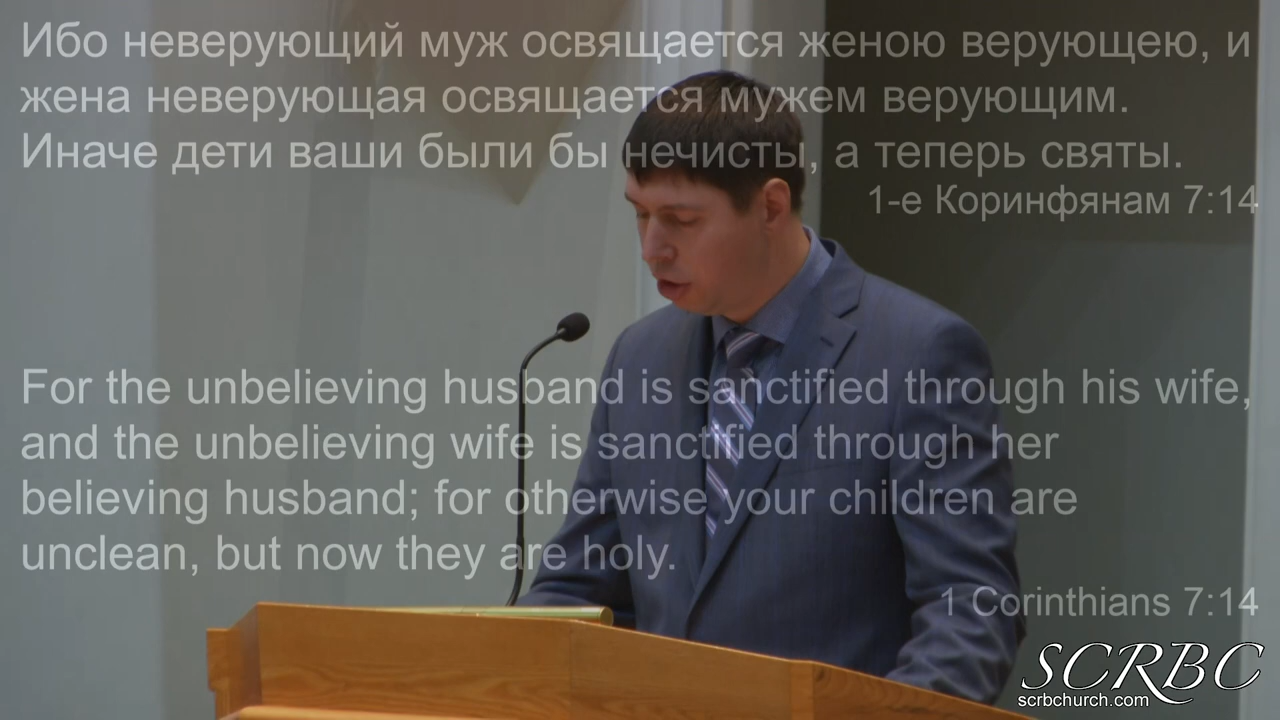 Ибо неверующий муж освящается женою верующею, и
жена неверующая освящается мужем верующим.
Иначе дети ваши были бы нечисты, а теперь святы.
1-е Коринфянам 7:14
For the unbelieving husband is sanctified through his wife,
and the unbelieving wife is sanctified through her
believing husband; for otherwise your children are
unclean, but now they are holy.
1 Corinthians 7:14
SCRBC
scrbchurch.com